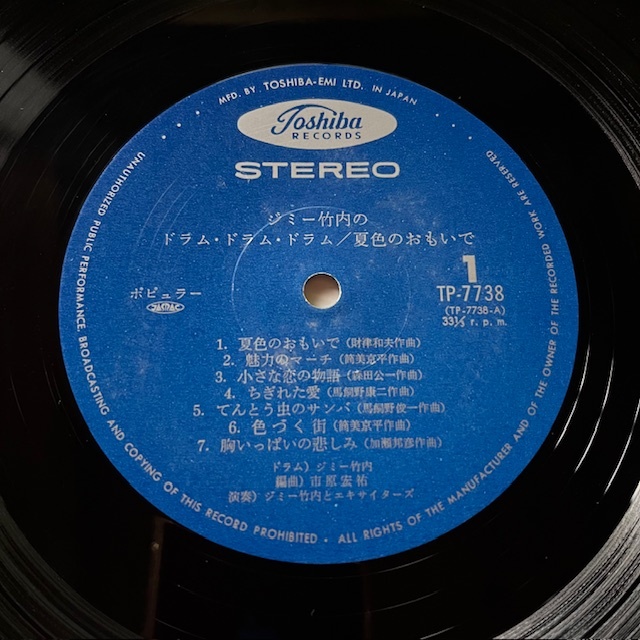 MFD. BY TOSHIBA-EMI LTD. IN JAPAN
Toshiba
RECORDS
STEREO
ジミー竹内の
ドラム・ドラム・ドラム/夏色のおもいで
1
ポピュラー
TP-7738
(TP-7738-A)
33⅓ r.p.m.
1. 夏色のおもいで (財津和夫作曲)
2. 魅力のマーチ (筒美京平作曲)
3. 小さな恋の物語 (森田公一作曲)
4. ちぎれた愛 (馬飼野康二作曲)
5. てんとう虫のサンバ (馬飼野俊一作曲)
6. 色づく街 (筒美京平作曲)
7. 胸いっぱいの悲しみ (加瀬邦彦作曲)
ドラム) ジミー竹内
編曲) 市原宏祐
演奏) ジミー竹内とエキサイターズ
UNAUTHORIZED PUBLIC PERFORMANCE, BROADCASTING AND COPYING OF THIS RECORD PROHIBITED • ALL RIGHTS OF THE MANUFACTURER AND OF THE OWNER OF THE RECORDED WORK ARE RESERVED